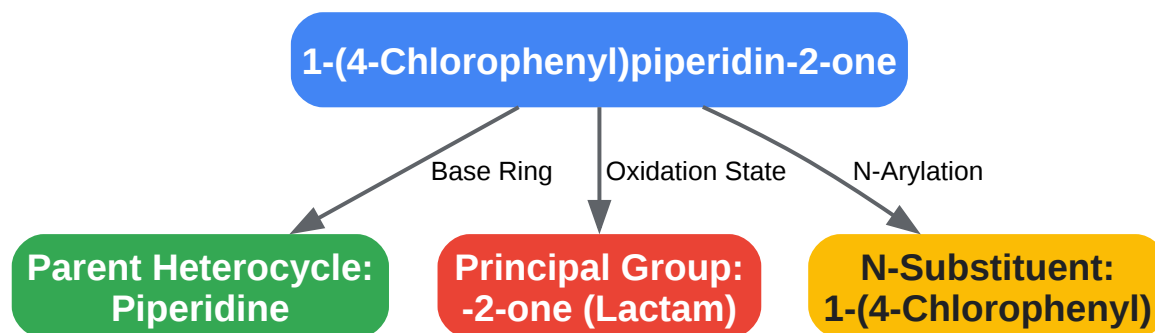 1-(4-Chlorophenyl)piperidin-2-one
Base Ring
Oxidation State
N-Arylation
Parent Heterocycle:
Piperidine
Principal Group:
-2-one (Lactam)
N-Substituent:
1-(4-Chlorophenyl)